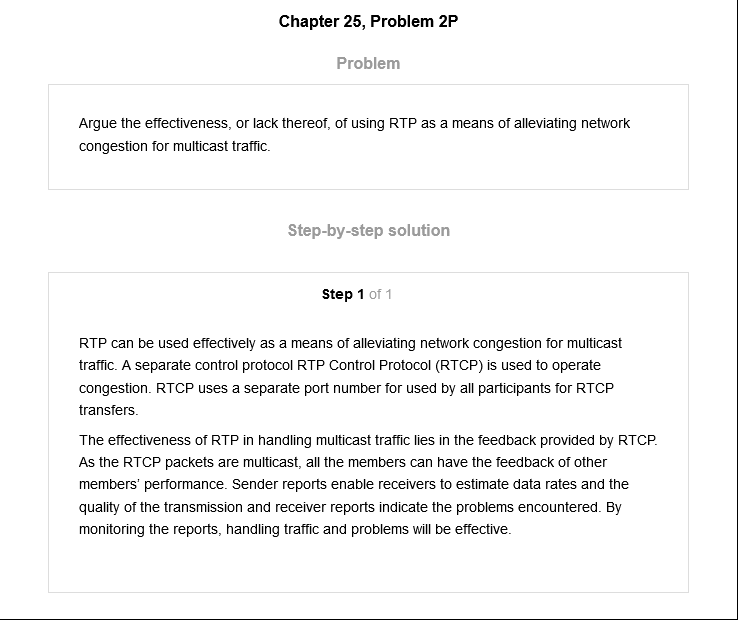 Chapter 25, Problem 2P
Problem
Argue the effectiveness, or lack thereof, of using RTP as a means of alleviating network
congestion for multicast traffic.
Step-by-step solution
Step 1 of 1
RTP can be used effectively as a means of alleviating network congestion for multicast
traffic. A separate control protocol RTP Control Protocol (RTCP) is used to operate
congestion. RTCP uses a separate port number for used by all participants for RTCP
transfers.
The effectiveness of RTP in handling multicast traffic lies in the feedback provided by RTCP.
As the RTCP packets are multicast, all the members can have the feedback of other
members’ performance. Sender reports enable receivers to estimate data rates and the
quality of the transmission and receiver reports indicate the problems encountered. By
monitoring the reports, handling traffic and problems will be effective.